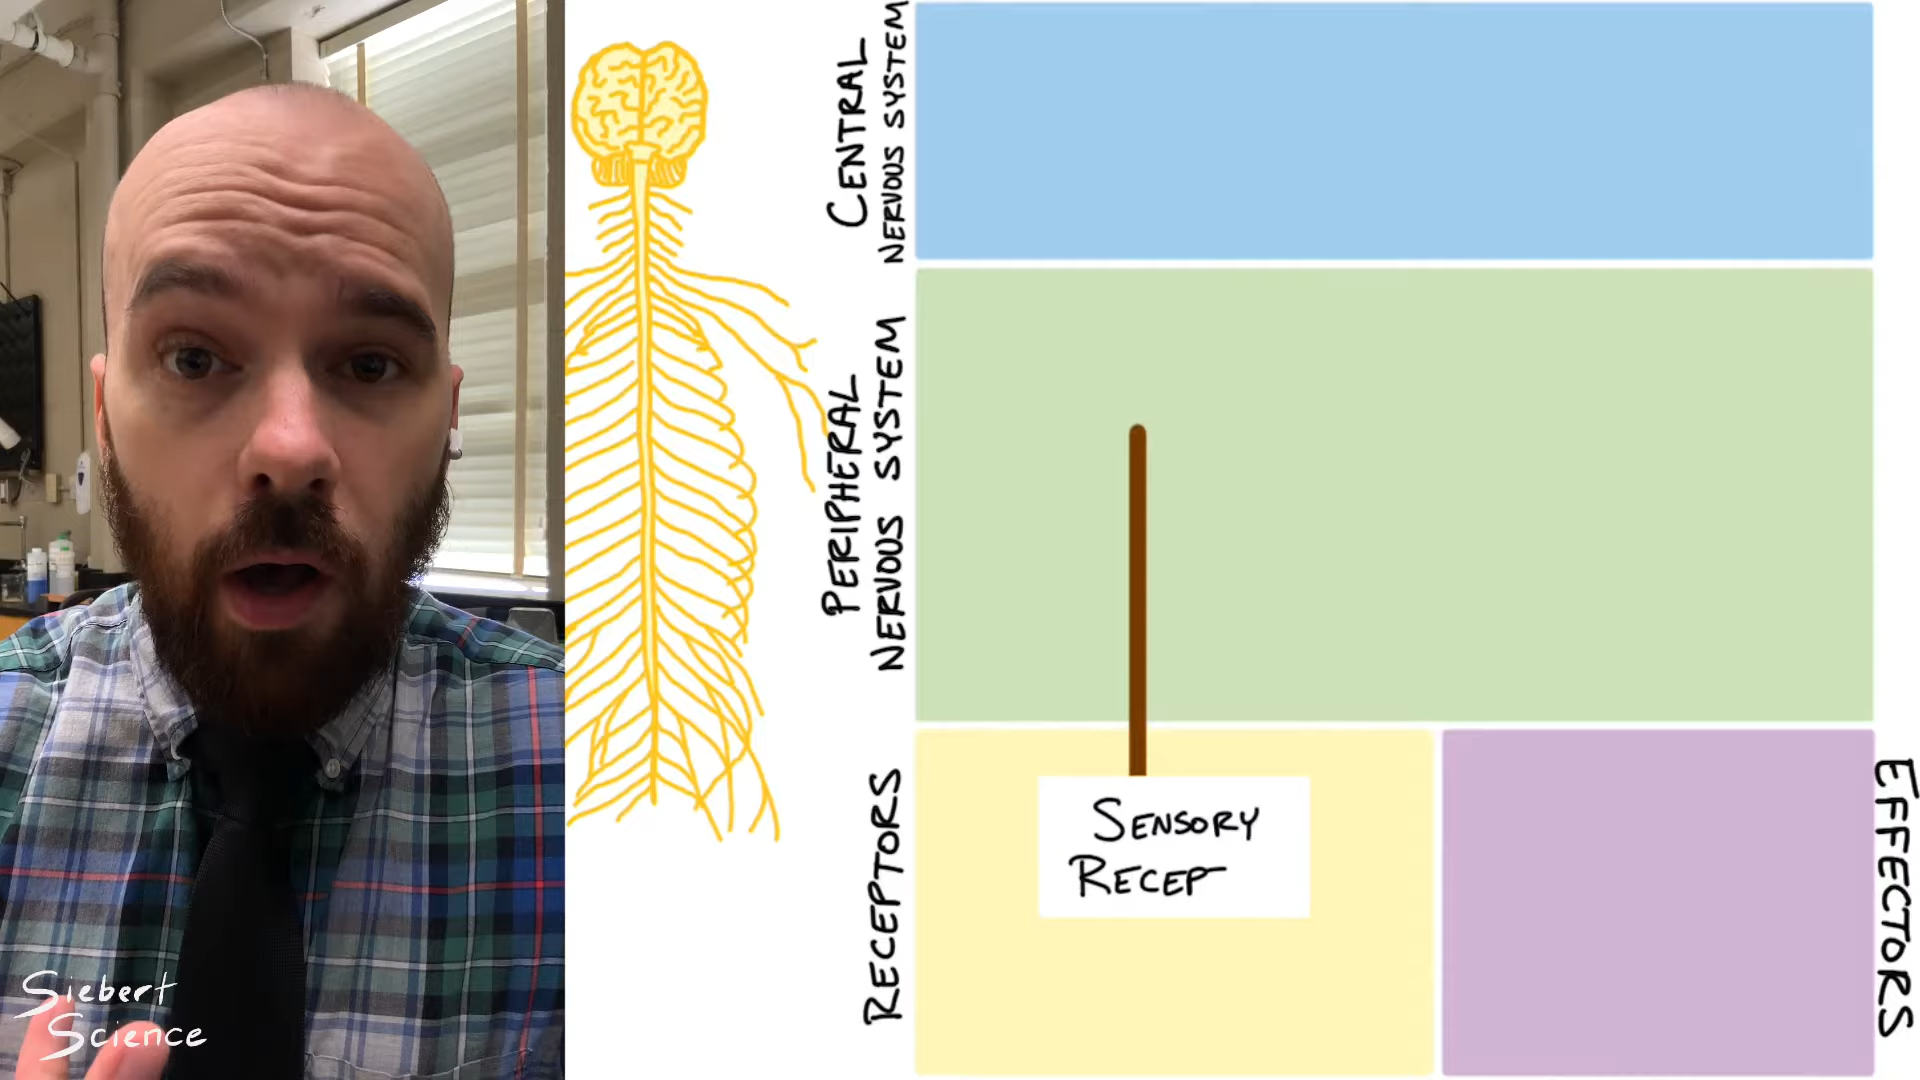 CENTRAL
NERVOUS SYSTEM
PERIPHERAL
NERVOUS SYSTEM
RECEPTORS
SENSORY
RECEP
EFFECTORS
Siebert
Science